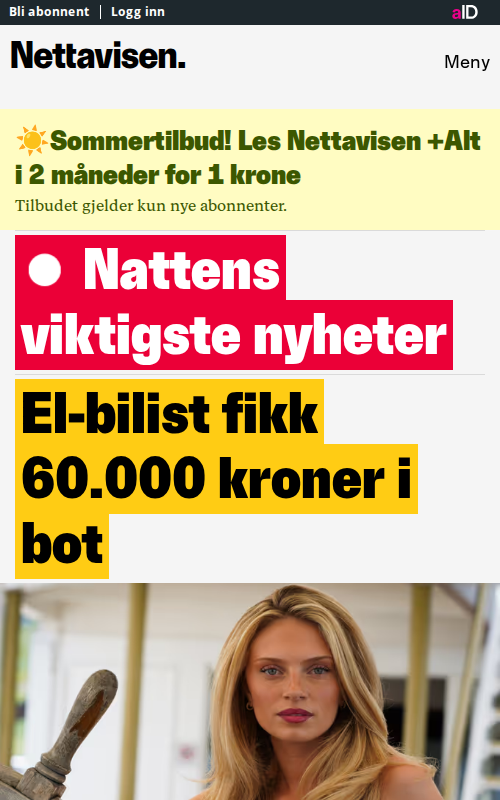 Bli abonnent | Logg inn
aID
Nettavisen.
Meny
☀️Sommertilbud! Les Nettavisen +Alt
i 2 måneder for 1 krone
Tilbudet gjelder kun nye abonnenter.
Nattens
viktigste nyheter
El-bilist fikk
60.000 kroner i
bot